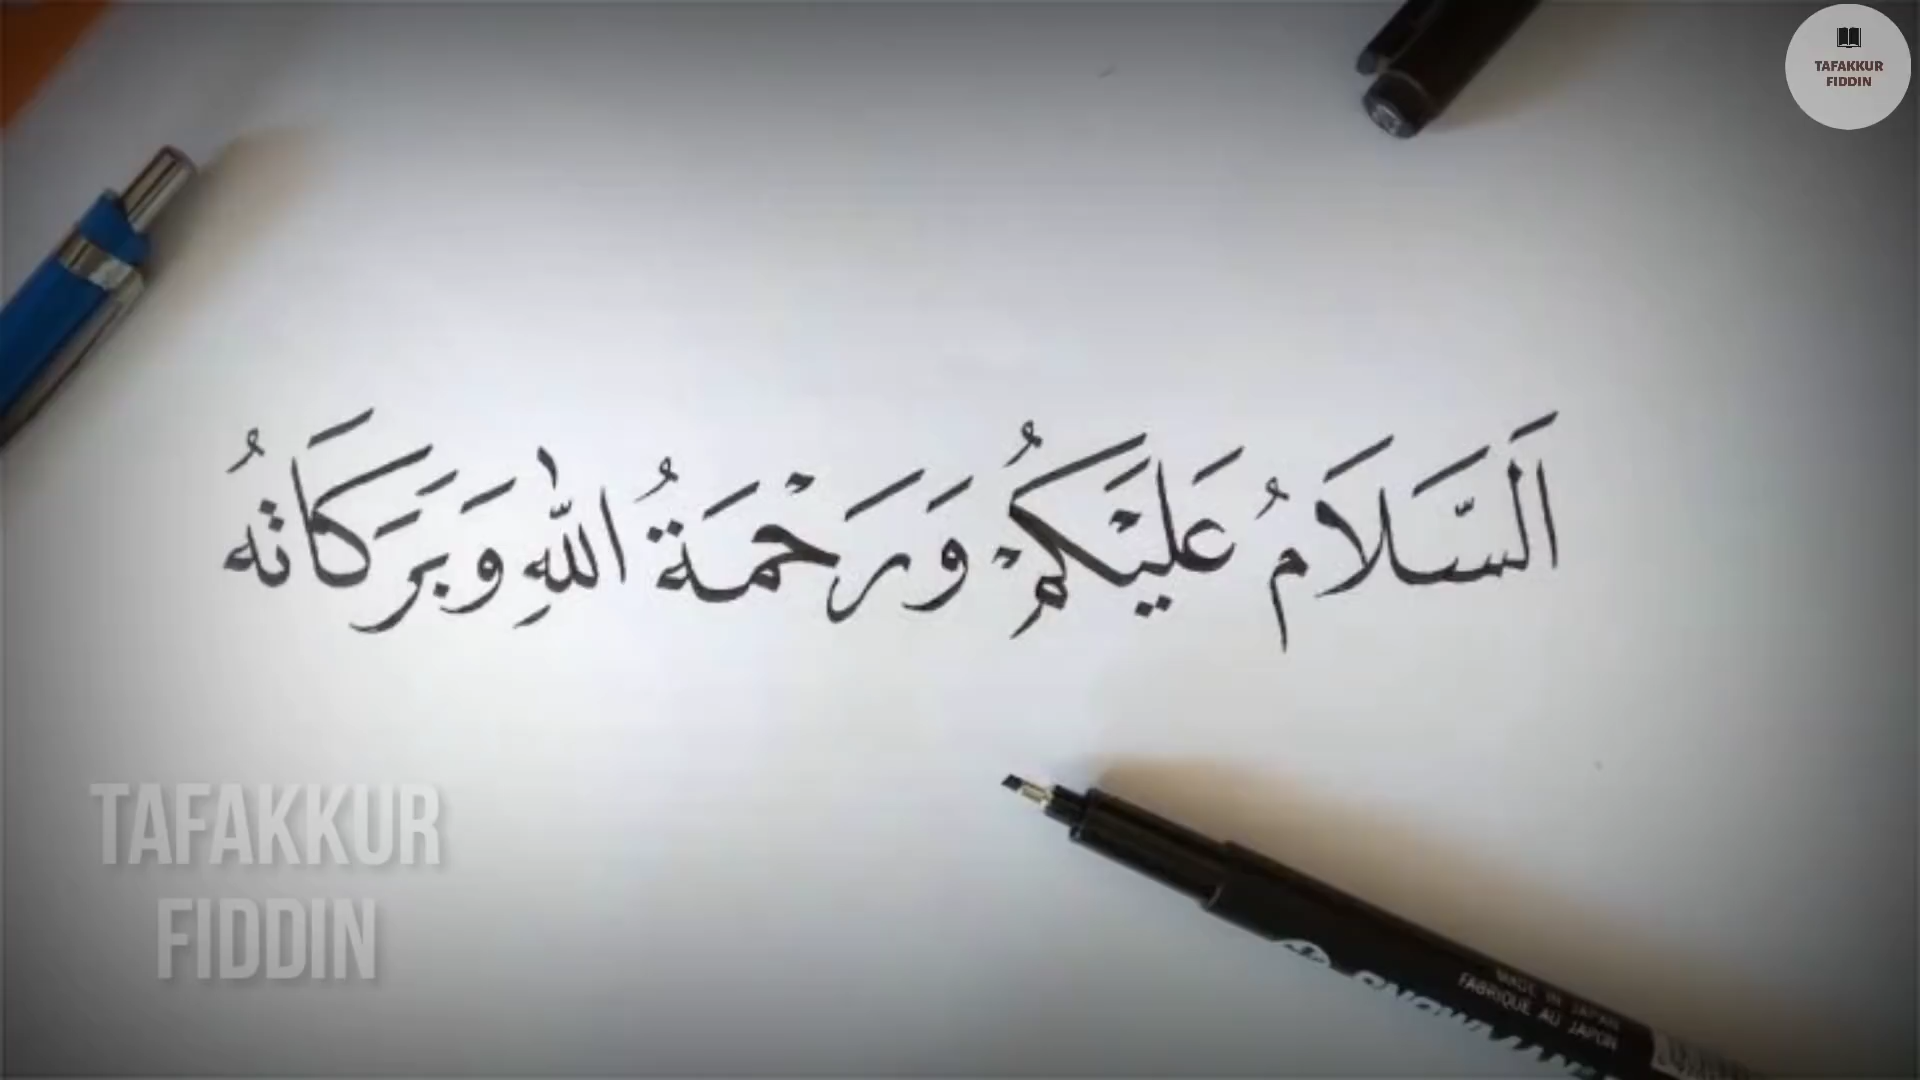 TAFAKKUR
FIDDIN
اَلسَّلَامُ عَلَيْكُمْ وَرَحْمَةُ اللّٰهِ وَبَرَكَاتُهُ
TAFAKKUR
FIDDIN
MADE IN JAPAN
FABRIQUE AU JAPON